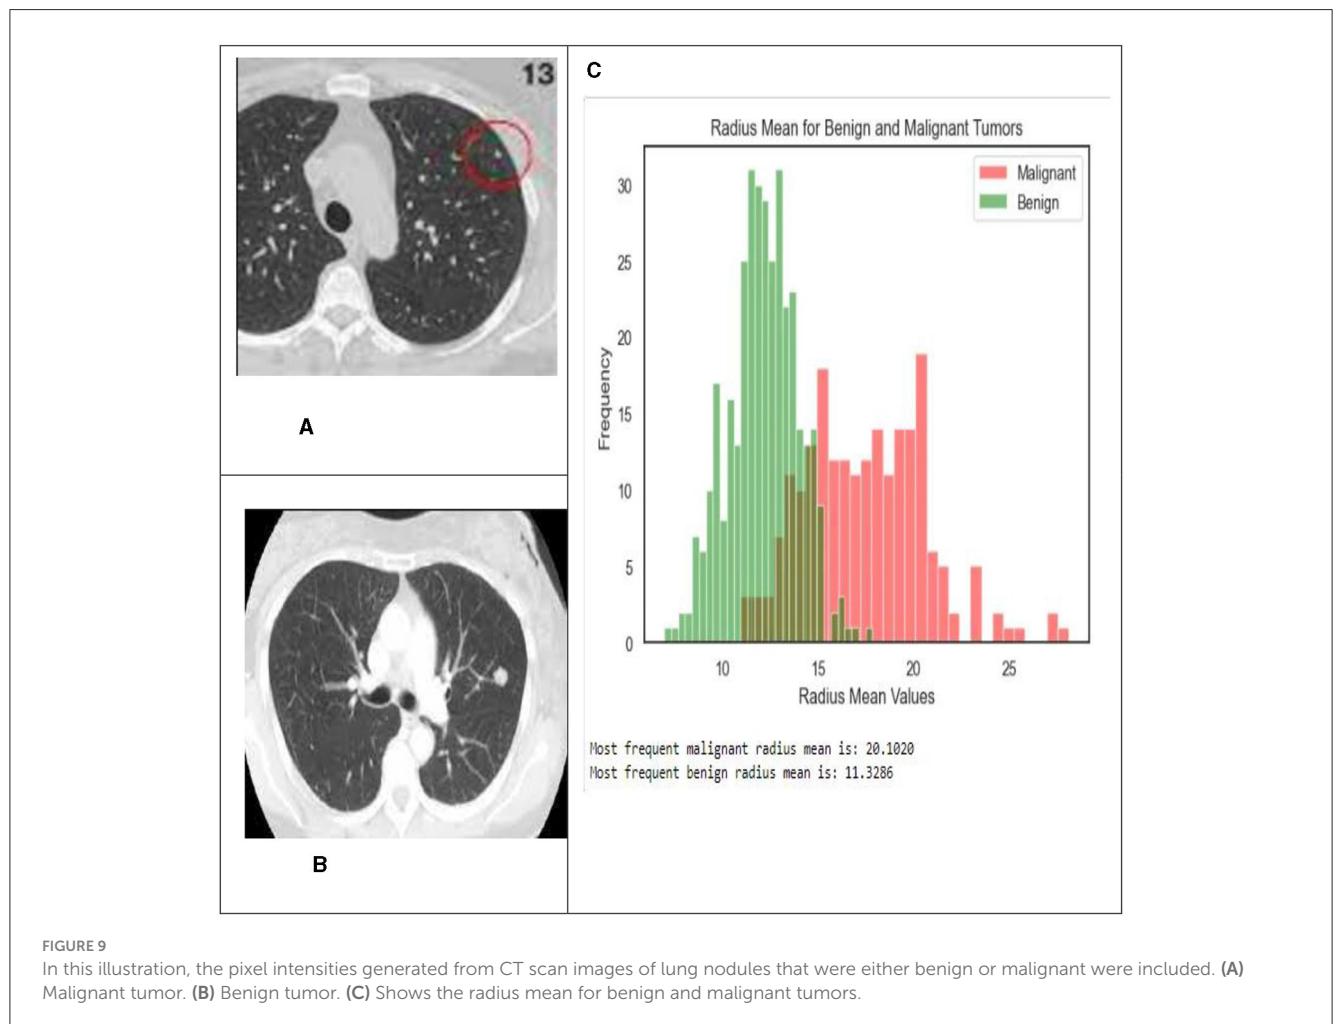 13
A
B
C
Radius Mean for Benign and Malignant Tumors
Malignant
Benign
Frequency
30
25
20
15
10
5
0
10
15
20
25
Radius Mean Values
Most frequent malignant radius mean is: 20.1020
Most frequent benign radius mean is: 11.3286
FIGURE 9
In this illustration, the pixel intensities generated from CT scan images of lung nodules that were either benign or malignant were included. (A)
Malignant tumor. (B) Benign tumor. (C) Shows the radius mean for benign and malignant tumors.